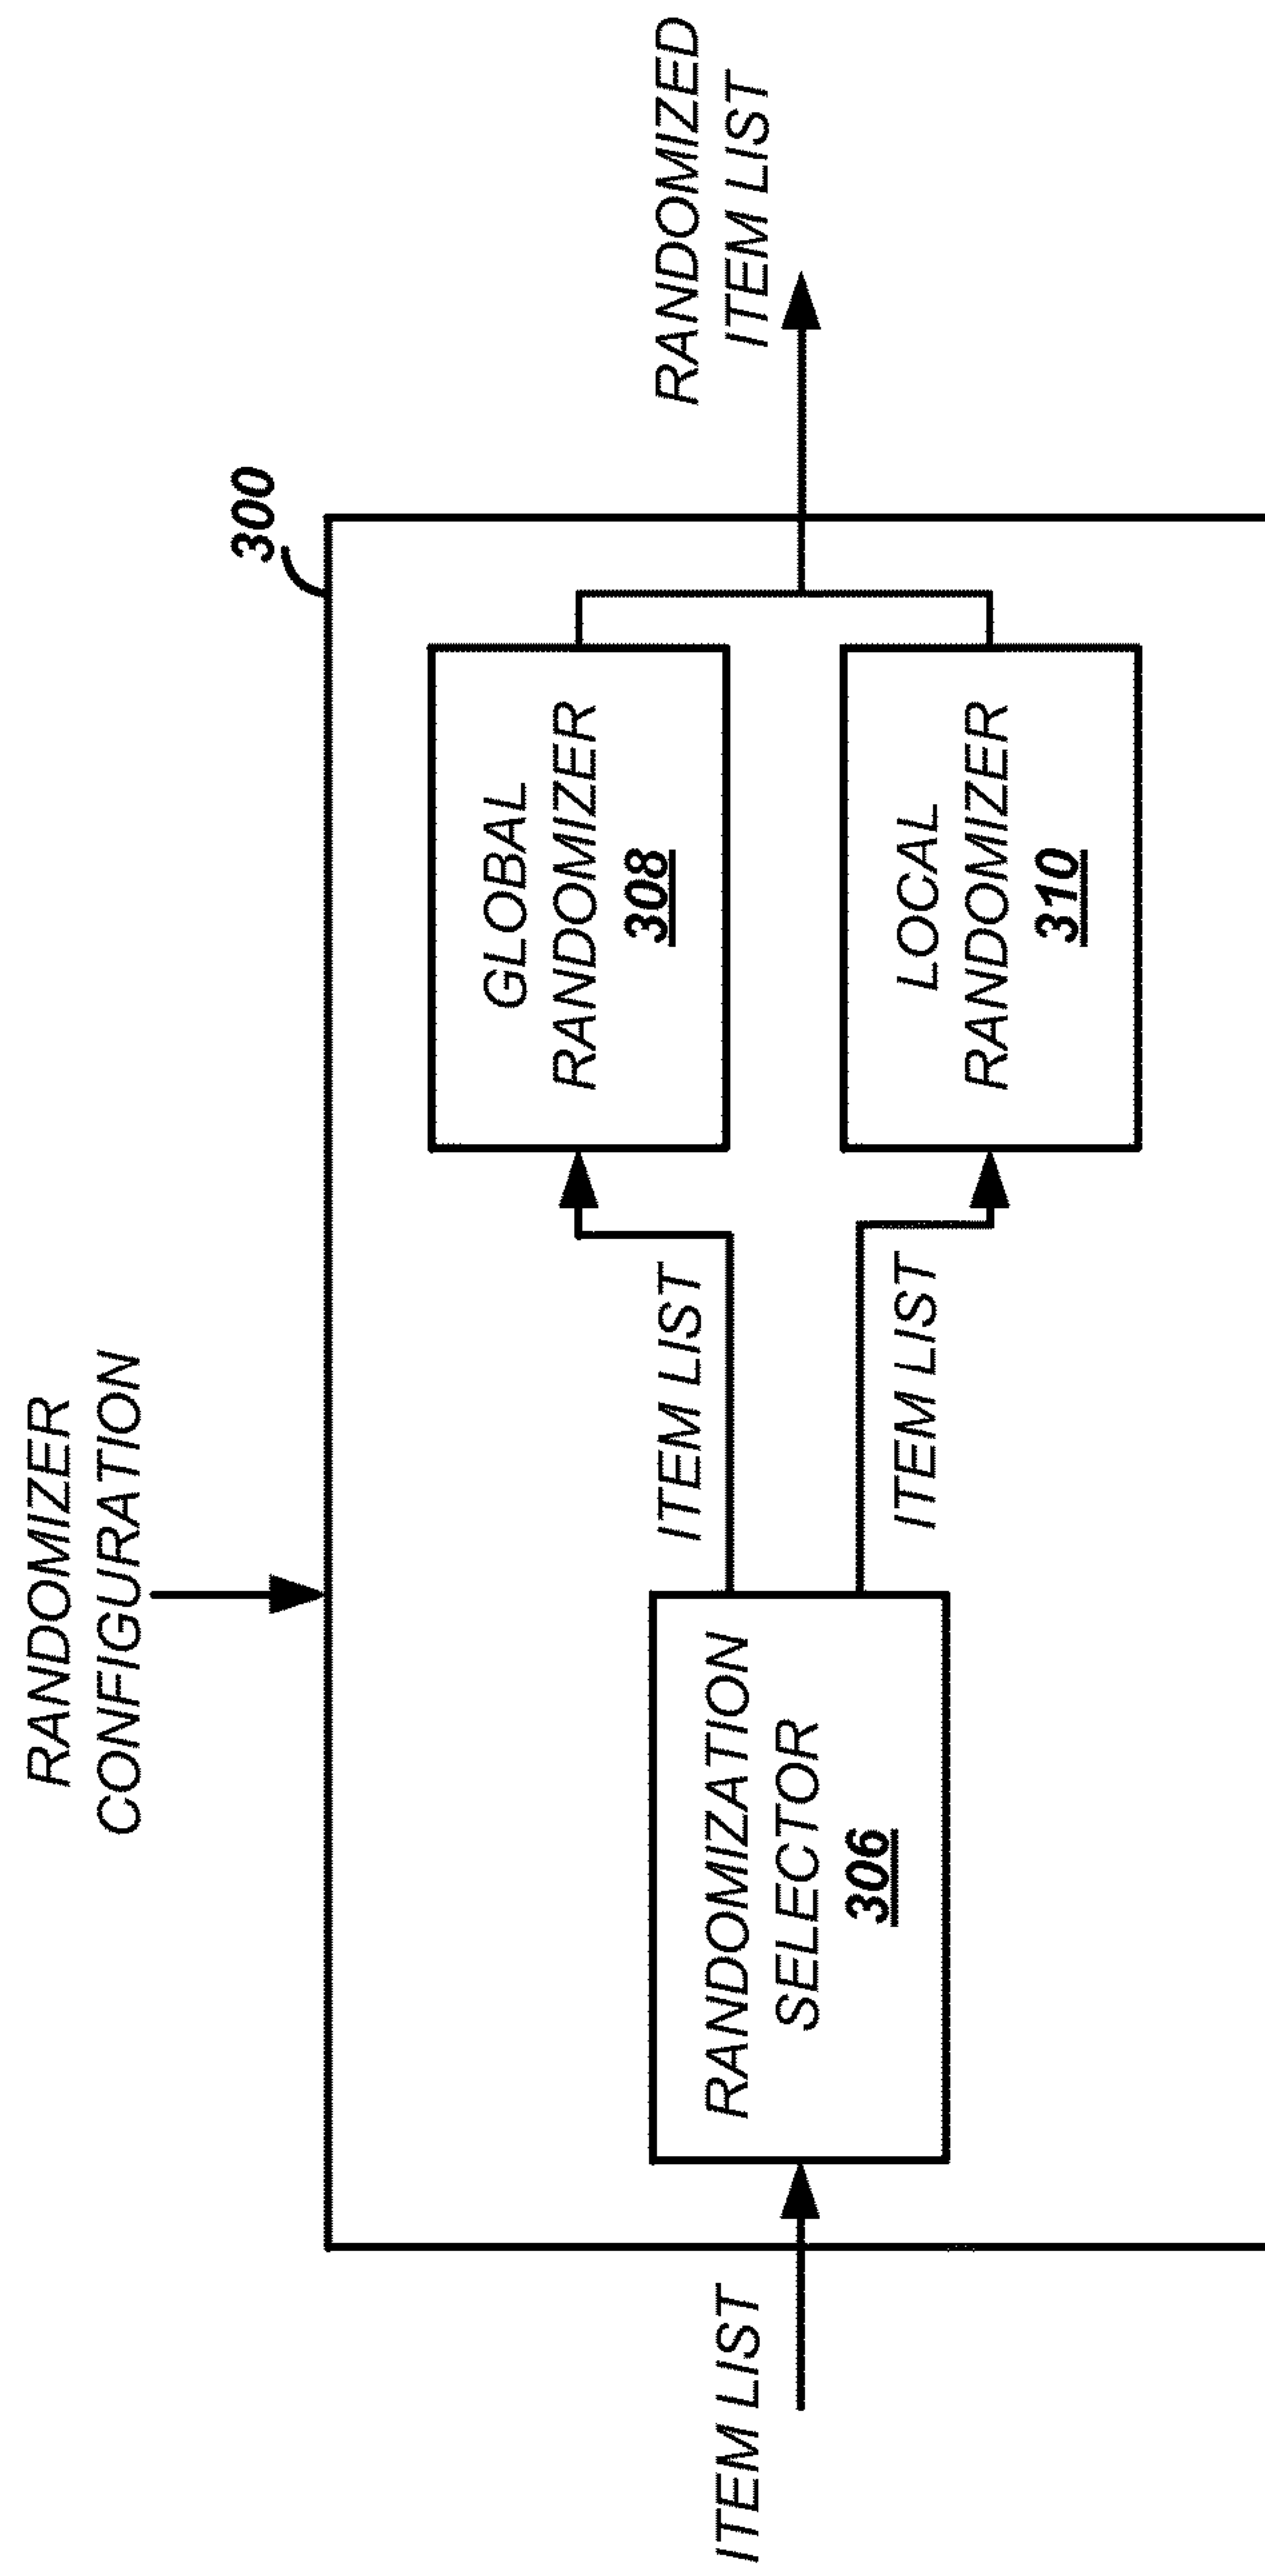 RANDOMIZER
CONFIGURATION
300
ITEM LIST
RANDOMIZATION
SELECTOR
306
ITEM LIST
ITEM LIST
GLOBAL
RANDOMIZER
308
LOCAL
RANDOMIZER
310
RANDOMIZED
ITEM LIST